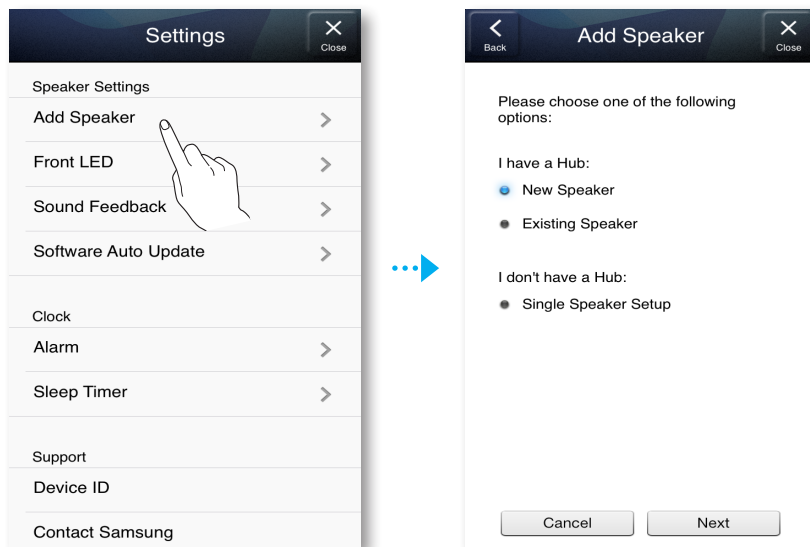 Settings
Close
Speaker Settings
Add Speaker
Front LED
Sound Feedback
Software Auto Update
Clock
Alarm
Sleep Timer
Support
Device ID
Contact Samsung
Back
Add Speaker
Close
Please choose one of the following
options:
I have a Hub:
New Speaker
Existing Speaker
I don't have a Hub:
Single Speaker Setup
Cancel
Next